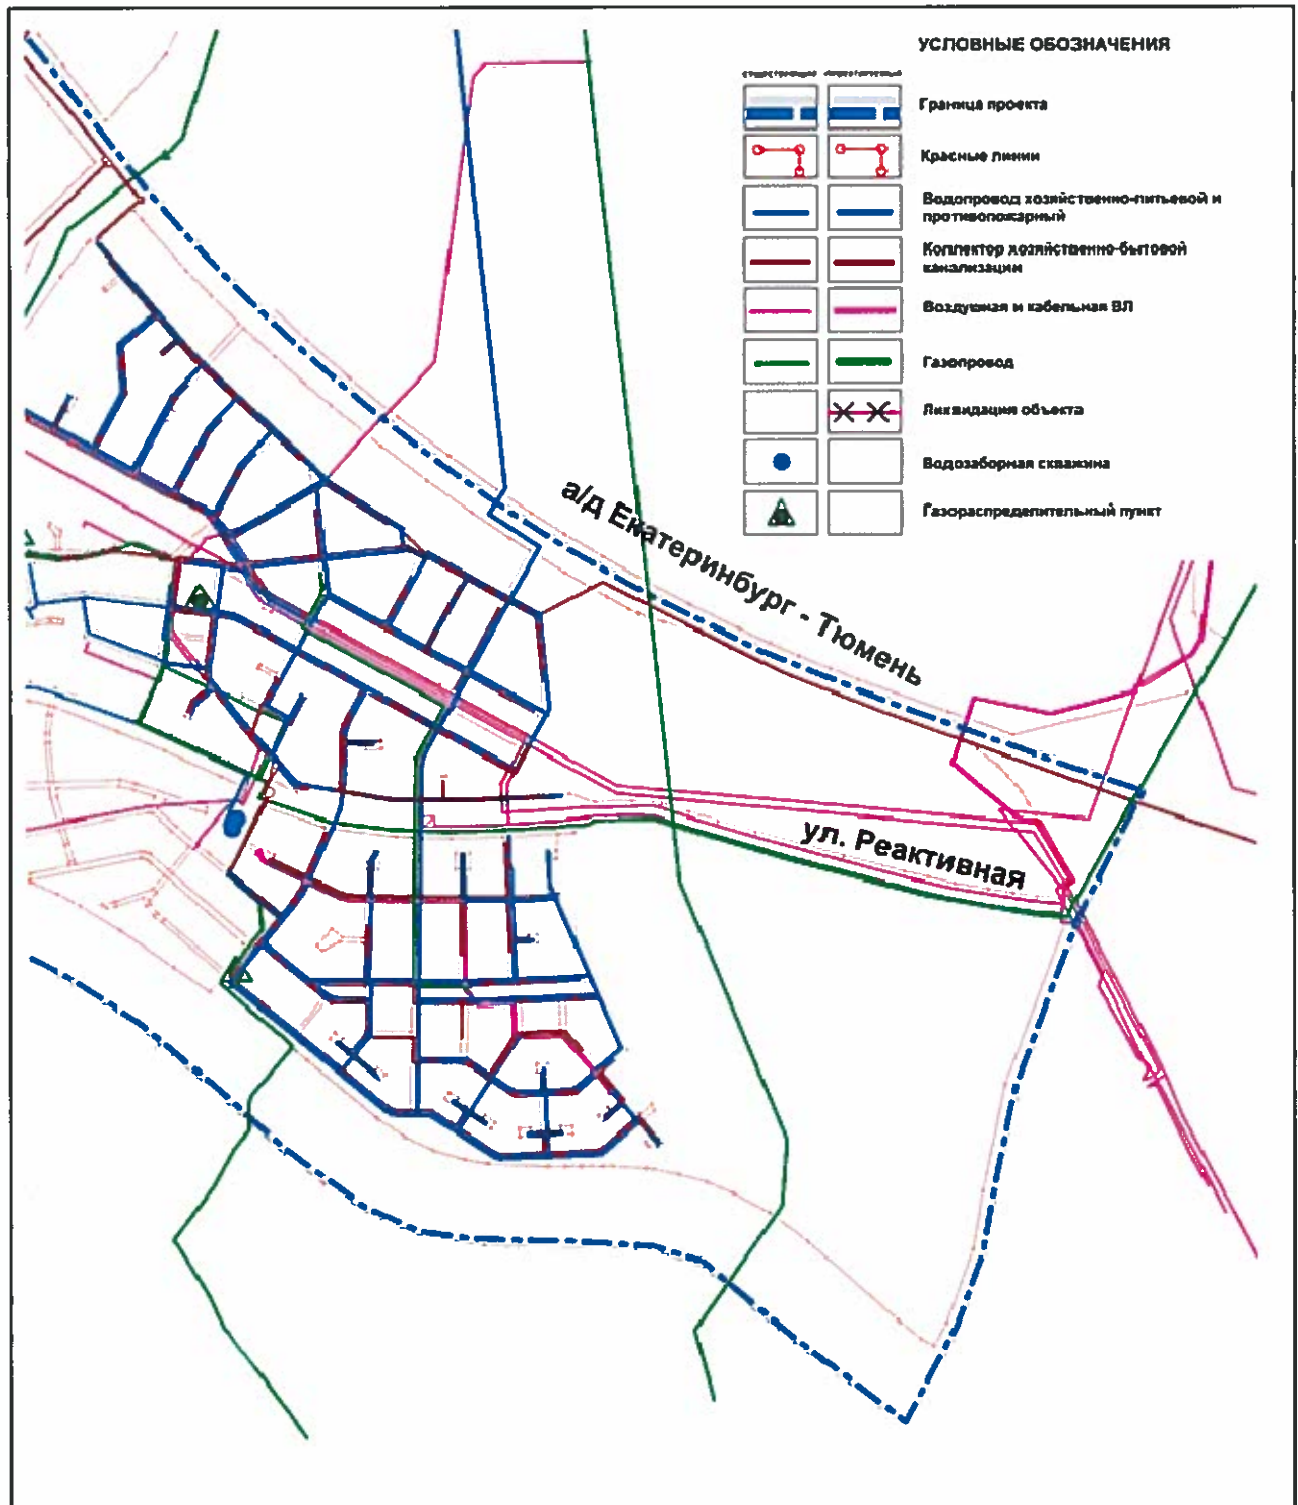 УСЛОВНЫЕ ОБОЗНАЧЕНИЯ
Граница проекта
Красные линии
Водопровод хозяйственно-питьевой и
противопожарный
Коллектор хозяйственно-бытовой
канализации
Воздушная и кабельная ВЛ
Газопровод
Ликвидация объекта
Водозаборная скважина
Газораспределительный пункт
а/д Екатеринбург - Тюмень
ул. Реактивная